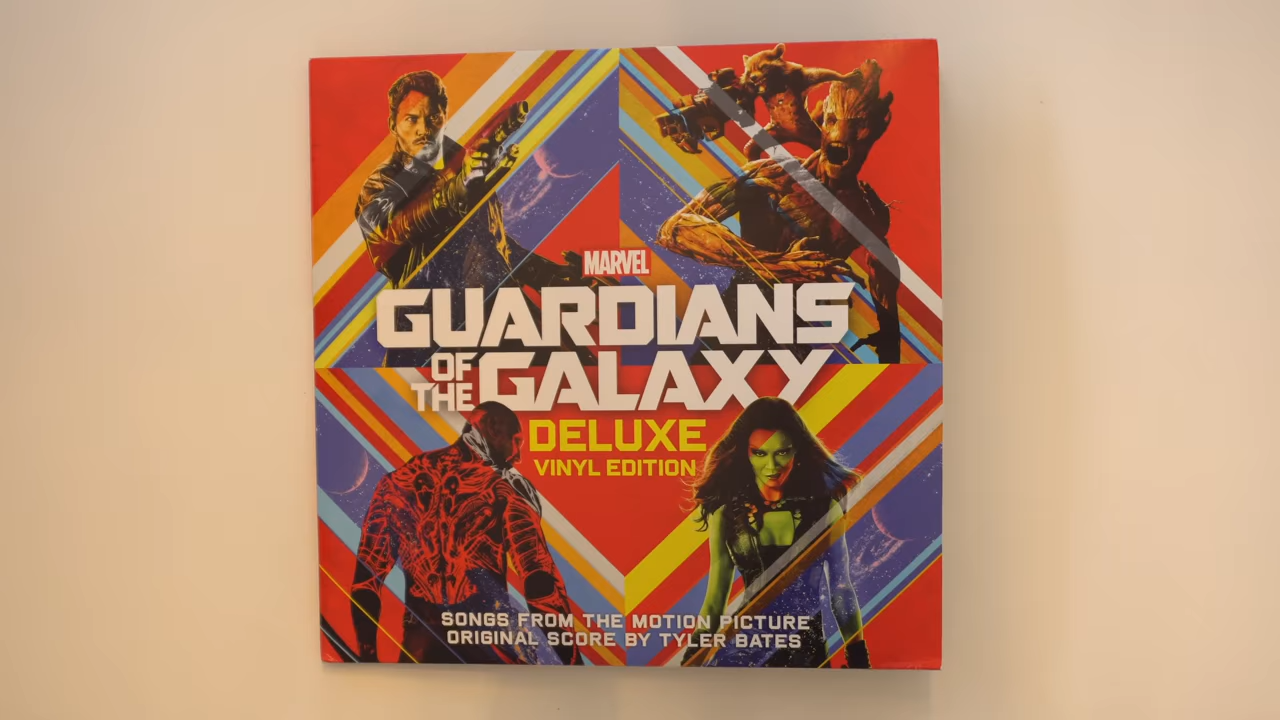 MARVEL
GUARDIANS
OF THE GALAXY
DELUXE
VINYL EDITION
SONGS FROM THE MOTION PICTURE
ORIGINAL SCORE BY TYLER BATES